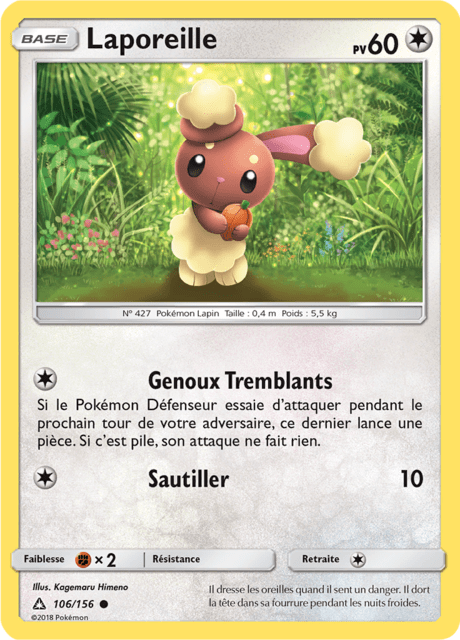 BASE Laporeille PV60
N° 427 Pokémon Lapin Taille : 0,4 m Poids : 5,5 kg
Genoux Tremblants
Si le Pokémon Défenseur essaie d'attaquer pendant le
prochain tour de votre adversaire, ce dernier lance une
pièce. Si c'est pile, son attaque ne fait rien.
Sautiller 10
Faiblesse ×2 Résistance Retraite
Illus. Kagemaru Himeno
106/156
©2018 Pokémon
Il dresse les oreilles quand il sent un danger. Il dort
la tête dans sa fourrure pendant les nuits froides.